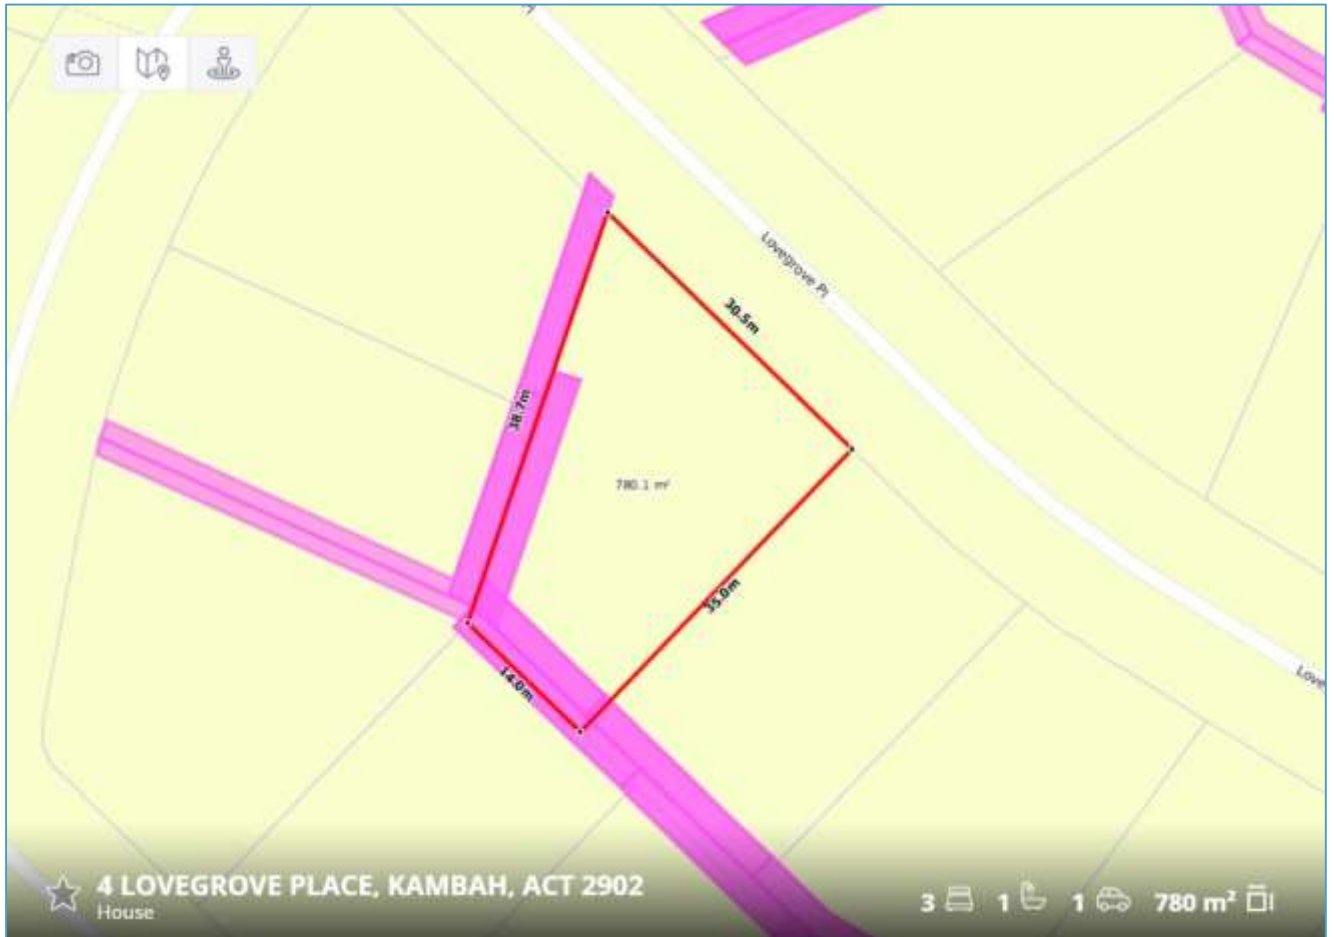 Lovegrove Pl
30.5m
38.7m
780.1 m²
35.0m
14.0m
4 LOVEGROVE PLACE, KAMBAH, ACT 2902
House
3 1 1 780 m²